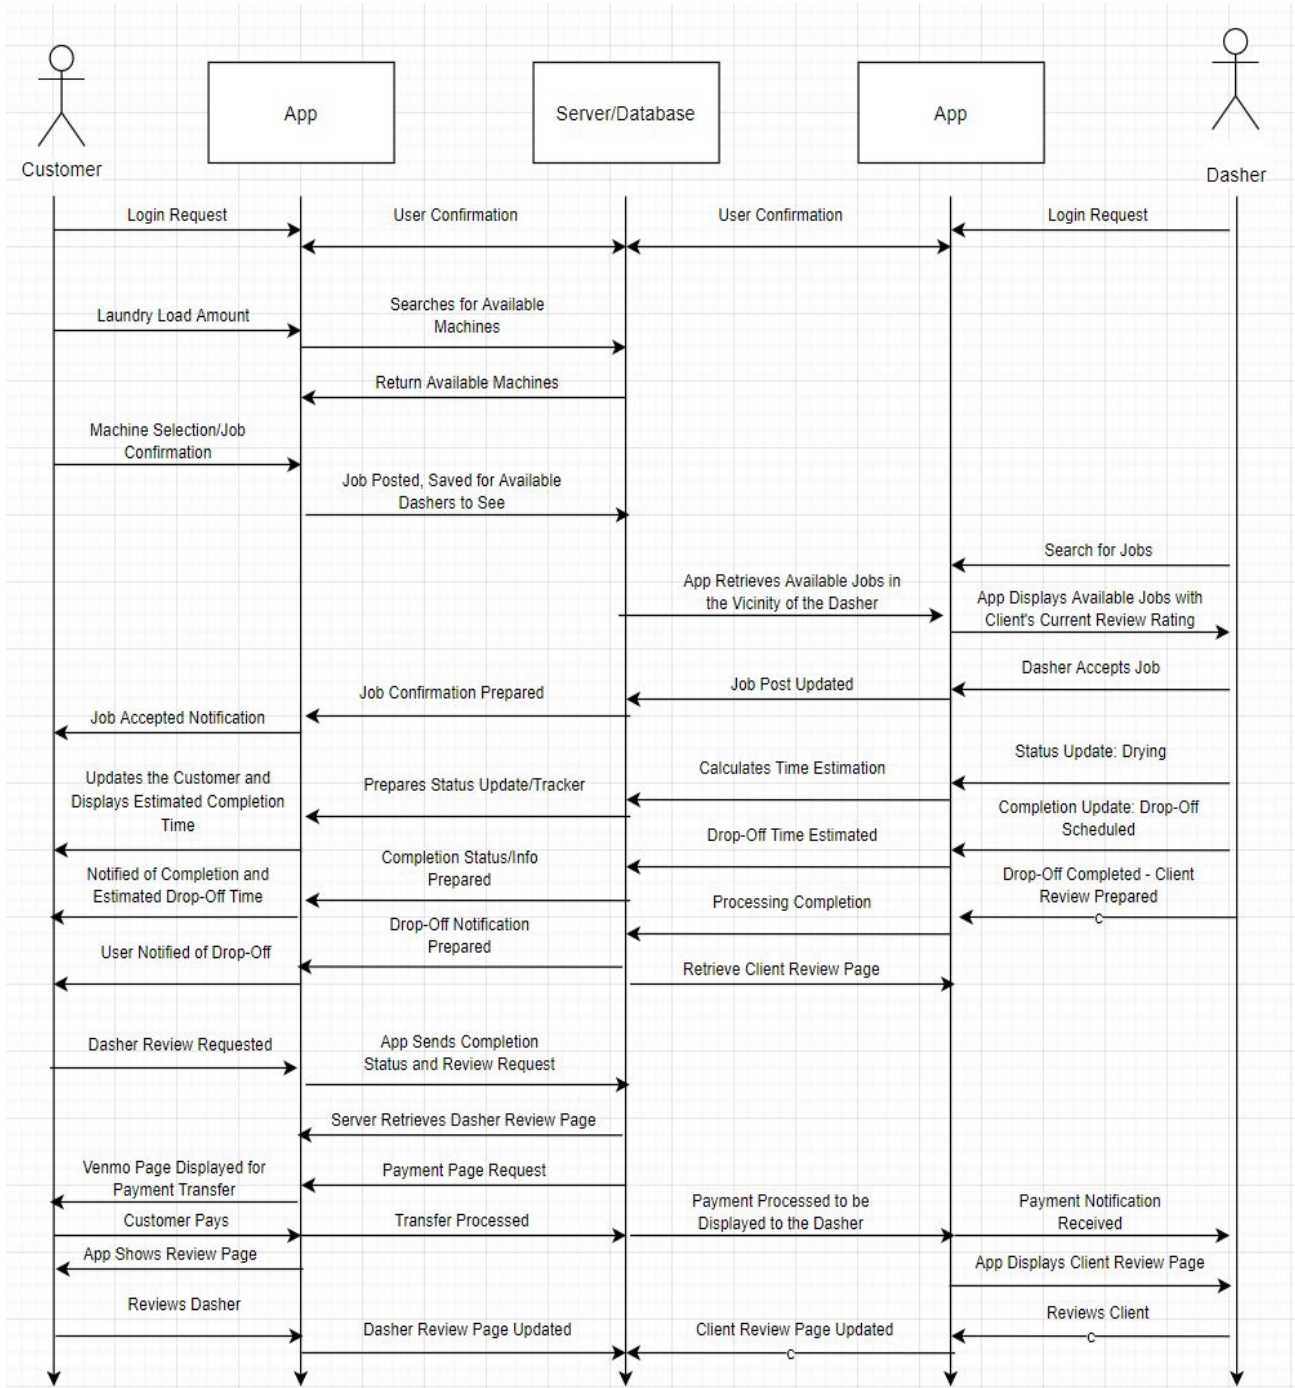 App
Server/Database
App
Customer
Dasher
Login Request
User Confirmation
User Confirmation
Login Request
Searches for Available
Machines
Laundry Load Amount
Return Available Machines
Machine Selection/Job
Confirmation
Job Posted, Saved for Available
Dashers to See
Search for Jobs
App Retrieves Available Jobs in
the Vicinity of the Dasher
App Displays Available Jobs with
Client's Current Review Rating
Dasher Accepts Job
Job Post Updated
Job Confirmation Prepared
Job Accepted Notification
Status Update: Drying
Calculates Time Estimation
Prepares Status Update/Tracker
Updates the Customer and
Displays Estimated Completion
Time
Completion Update: Drop-Off
Scheduled
Drop-Off Time Estimated
Completion Status/Info
Prepared
Notified of Completion and
Estimated Drop-Off Time
Drop-Off Completed - Client
Review Prepared
C
Processing Completion
Drop-Off Notification
Prepared
User Notified of Drop-Off
Retrieve Client Review Page
Dasher Review Requested
App Sends Completion
Status and Review Request
Server Retrieves Dasher Review Page
Payment Page Request
Venmo Page Displayed for
Payment Transfer
Customer Pays
Transfer Processed
Payment Processed to be
Displayed to the Dasher
Payment Notification
Received
App Shows Review Page
App Displays Client Review Page
Reviews Dasher
Reviews Client
C
Dasher Review Page Updated
Client Review Page Updated
C